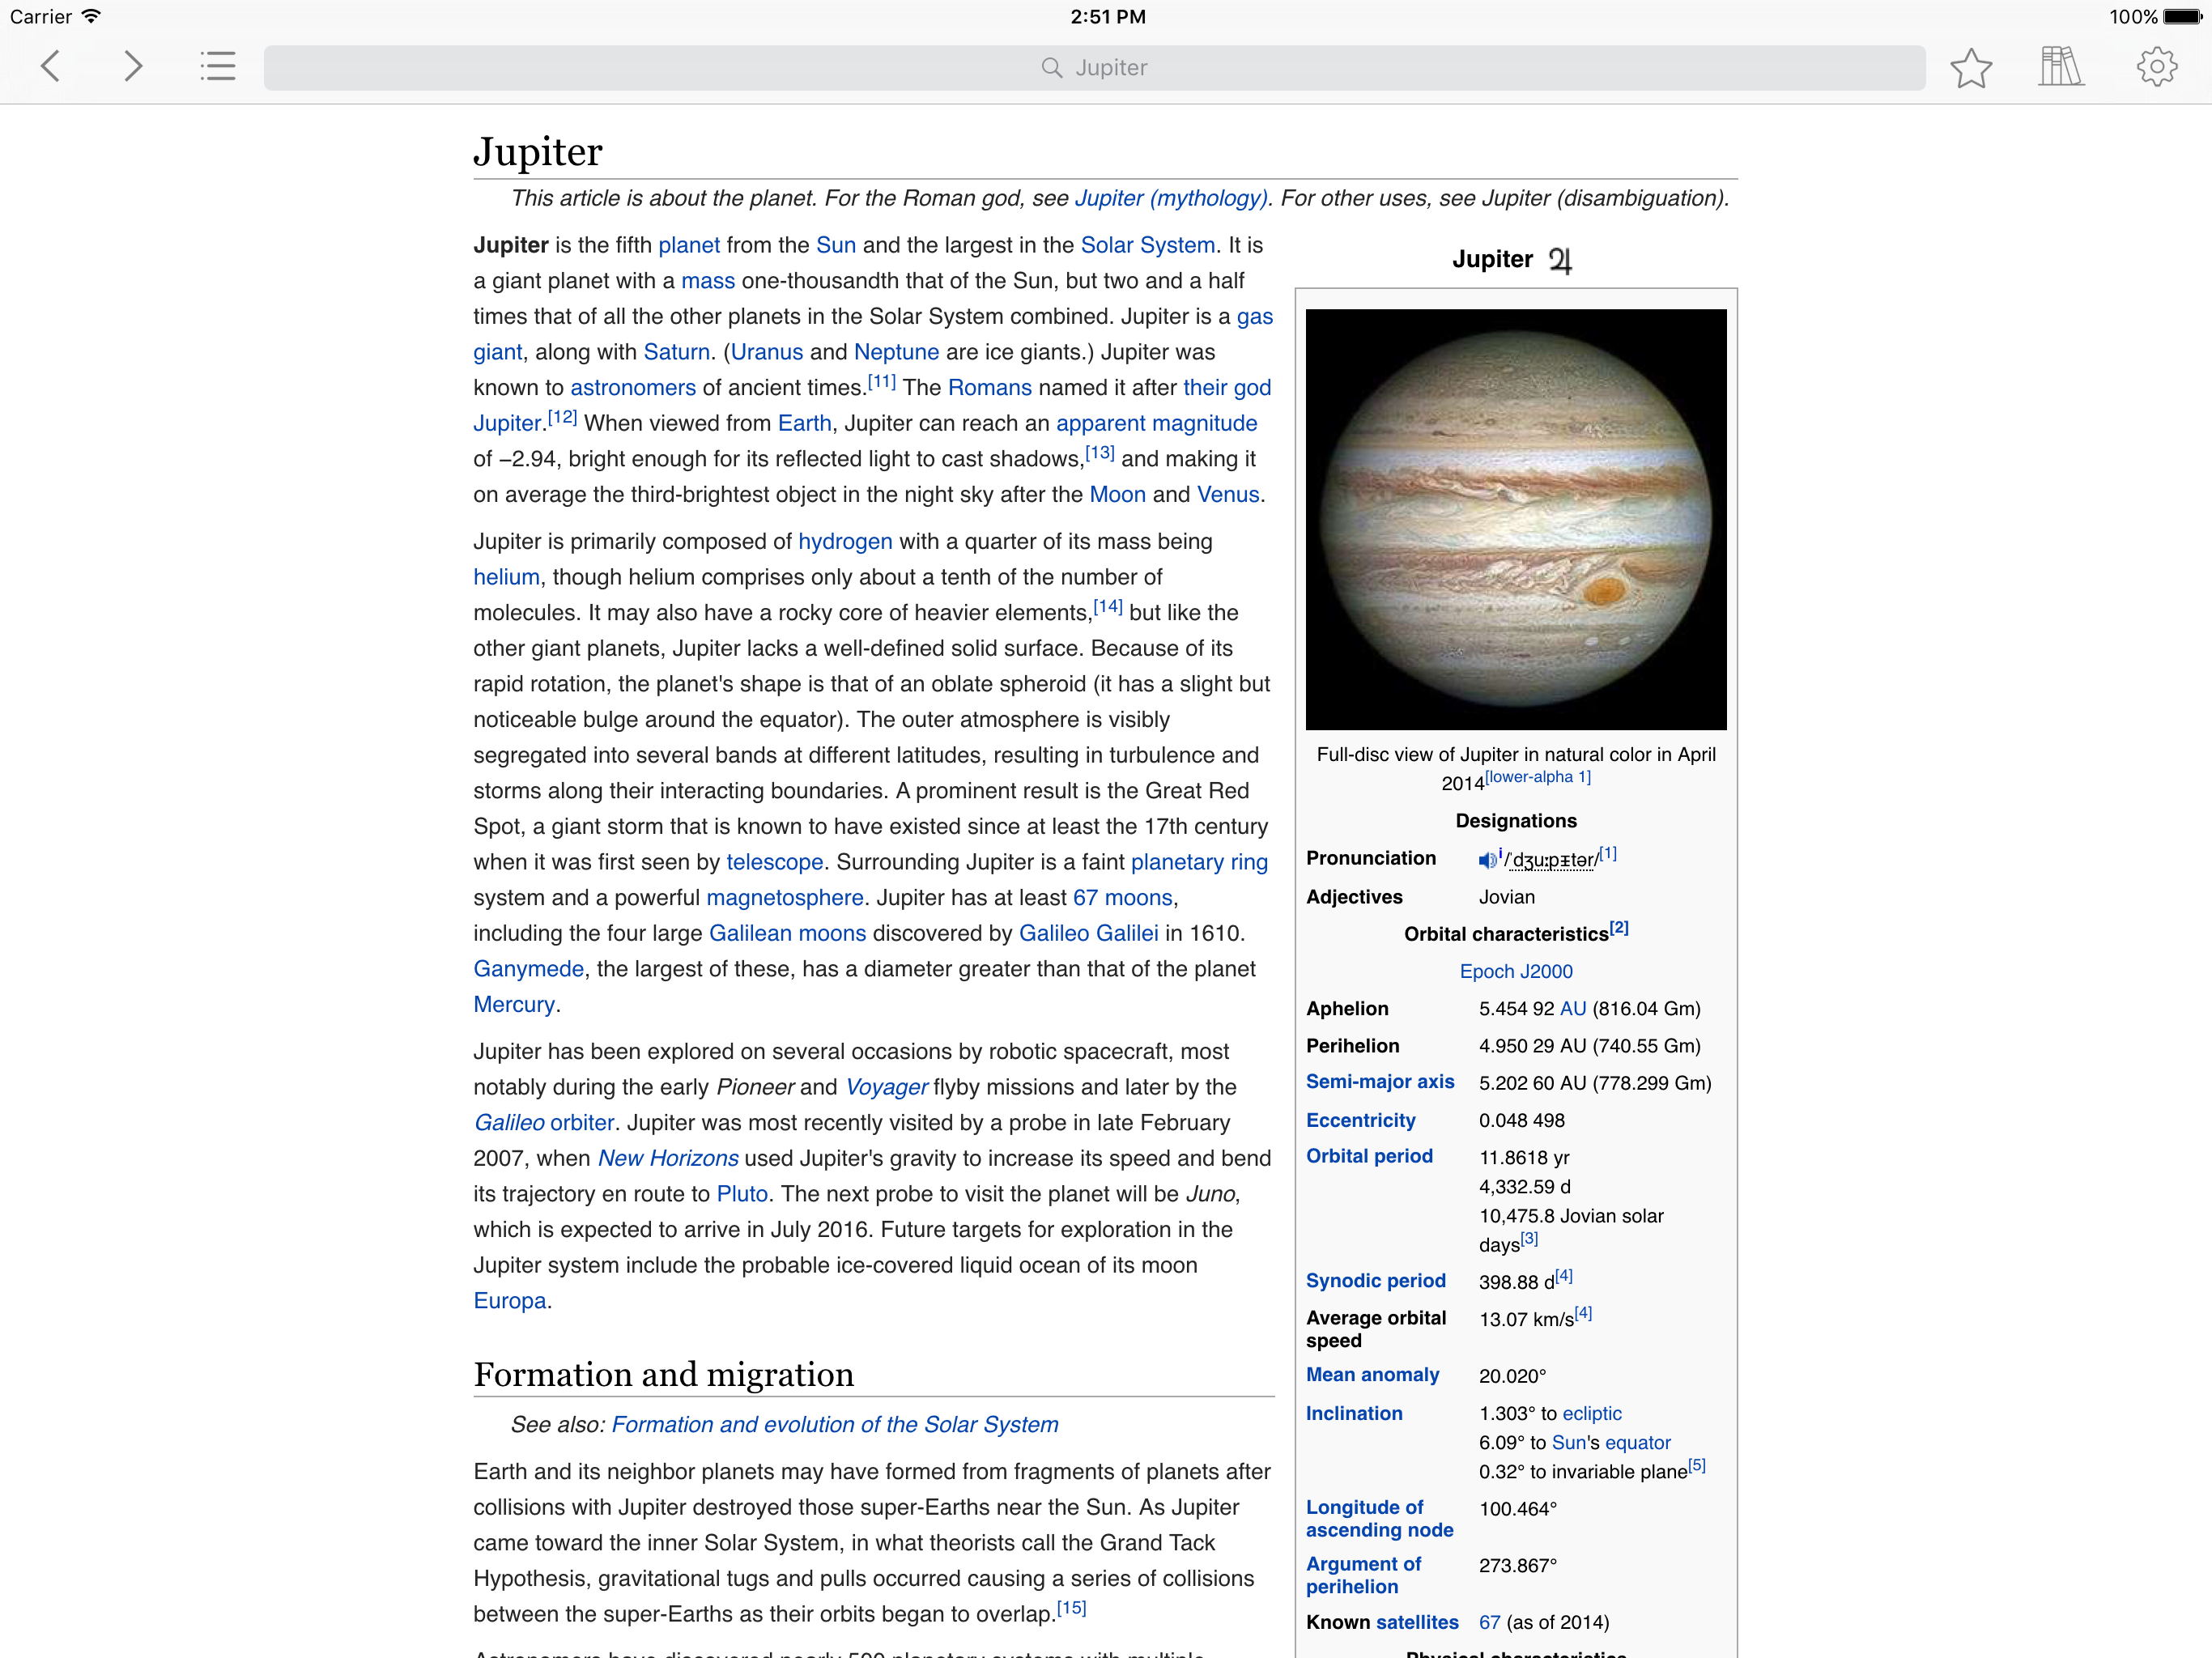 Carrier 2:51 PM 100%
Jupiter
Jupiter
This article is about the planet. For the Roman god, see Jupiter (mythology). For other uses, see Jupiter (disambiguation).
Jupiter is the fifth planet from the Sun and the largest in the Solar System. It is
a giant planet with a mass one-thousandth that of the Sun, but two and a half
times that of all the other planets in the Solar System combined. Jupiter is a gas
giant, along with Saturn. (Uranus and Neptune are ice giants.) Jupiter was
known to astronomers of ancient times.[11] The Romans named it after their god
Jupiter.[12] When viewed from Earth, Jupiter can reach an apparent magnitude
of −2.94, bright enough for its reflected light to cast shadows,[13] and making it
on average the third-brightest object in the night sky after the Moon and Venus.
Jupiter is primarily composed of hydrogen with a quarter of its mass being
helium, though helium comprises only about a tenth of the number of
molecules. It may also have a rocky core of heavier elements,[14] but like the
other giant planets, Jupiter lacks a well-defined solid surface. Because of its
rapid rotation, the planet's shape is that of an oblate spheroid (it has a slight but
noticeable bulge around the equator). The outer atmosphere is visibly
segregated into several bands at different latitudes, resulting in turbulence and
storms along their interacting boundaries. A prominent result is the Great Red
Spot, a giant storm that is known to have existed since at least the 17th century
when it was first seen by telescope. Surrounding Jupiter is a faint planetary ring
system and a powerful magnetosphere. Jupiter has at least 67 moons,
including the four large Galilean moons discovered by Galileo Galilei in 1610.
Ganymede, the largest of these, has a diameter greater than that of the planet
Mercury.
Jupiter has been explored on several occasions by robotic spacecraft, most
notably during the early Pioneer and Voyager flyby missions and later by the
Galileo orbiter. Jupiter was most recently visited by a probe in late February
2007, when New Horizons used Jupiter's gravity to increase its speed and bend
its trajectory en route to Pluto. The next probe to visit the planet will be Juno,
which is expected to arrive in July 2016. Future targets for exploration in the
Jupiter system include the probable ice-covered liquid ocean of its moon
Europa.
Formation and migration
See also: Formation and evolution of the Solar System
Earth and its neighbor planets may have formed from fragments of planets after
collisions with Jupiter destroyed those super-Earths near the Sun. As Jupiter
came toward the inner Solar System, in what theorists call the Grand Tack
Hypothesis, gravitational tugs and pulls occurred causing a series of collisions
between the super-Earths as their orbits began to overlap.[15]
Astronomers have discovered nearly 500 planetary systems with multiple
Jupiter ♃
Full-disc view of Jupiter in natural color in April
2014[lower-alpha 1]
Designations
Pronunciation i/ˈdʒuːpɪtər/[1]
Adjectives Jovian
Orbital characteristics[2]
Epoch J2000
Aphelion 5.454 92 AU (816.04 Gm)
Perihelion 4.950 29 AU (740.55 Gm)
Semi-major axis 5.202 60 AU (778.299 Gm)
Eccentricity 0.048 498
Orbital period 11.8618 yr
4,332.59 d
10,475.8 Jovian solar
days[3]
Synodic period 398.88 d[4]
Average orbital 13.07 km/s[4]
speed
Mean anomaly 20.020°
Inclination 1.303° to ecliptic
6.09° to Sun's equator
0.32° to invariable plane[5]
Longitude of 100.464°
ascending node
Argument of 273.867°
perihelion
Known satellites 67 (as of 2014)
Physical characteristics